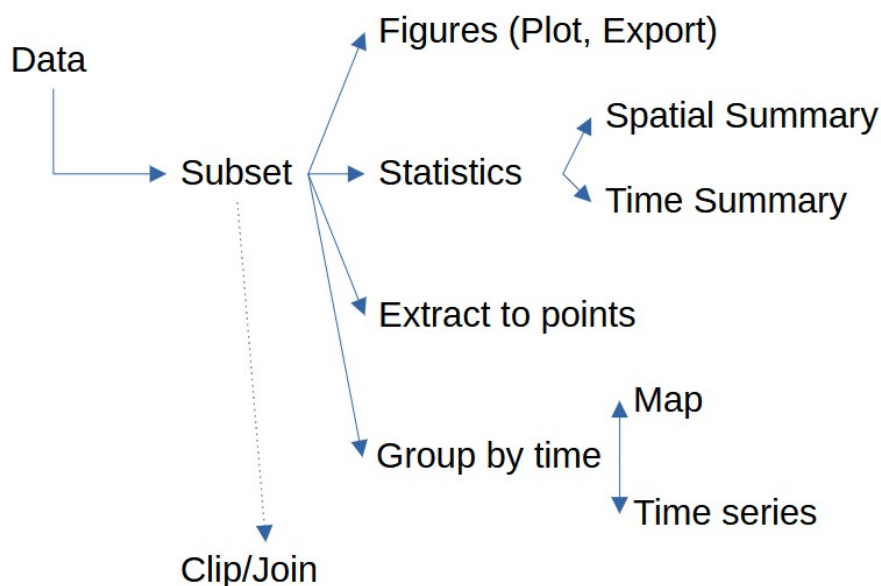 Figures (Plot, Export)
Data
Spatial Summary
Subset
Statistics
Time Summary
Extract to points
Map
Group by time
Time series
Clip/Join